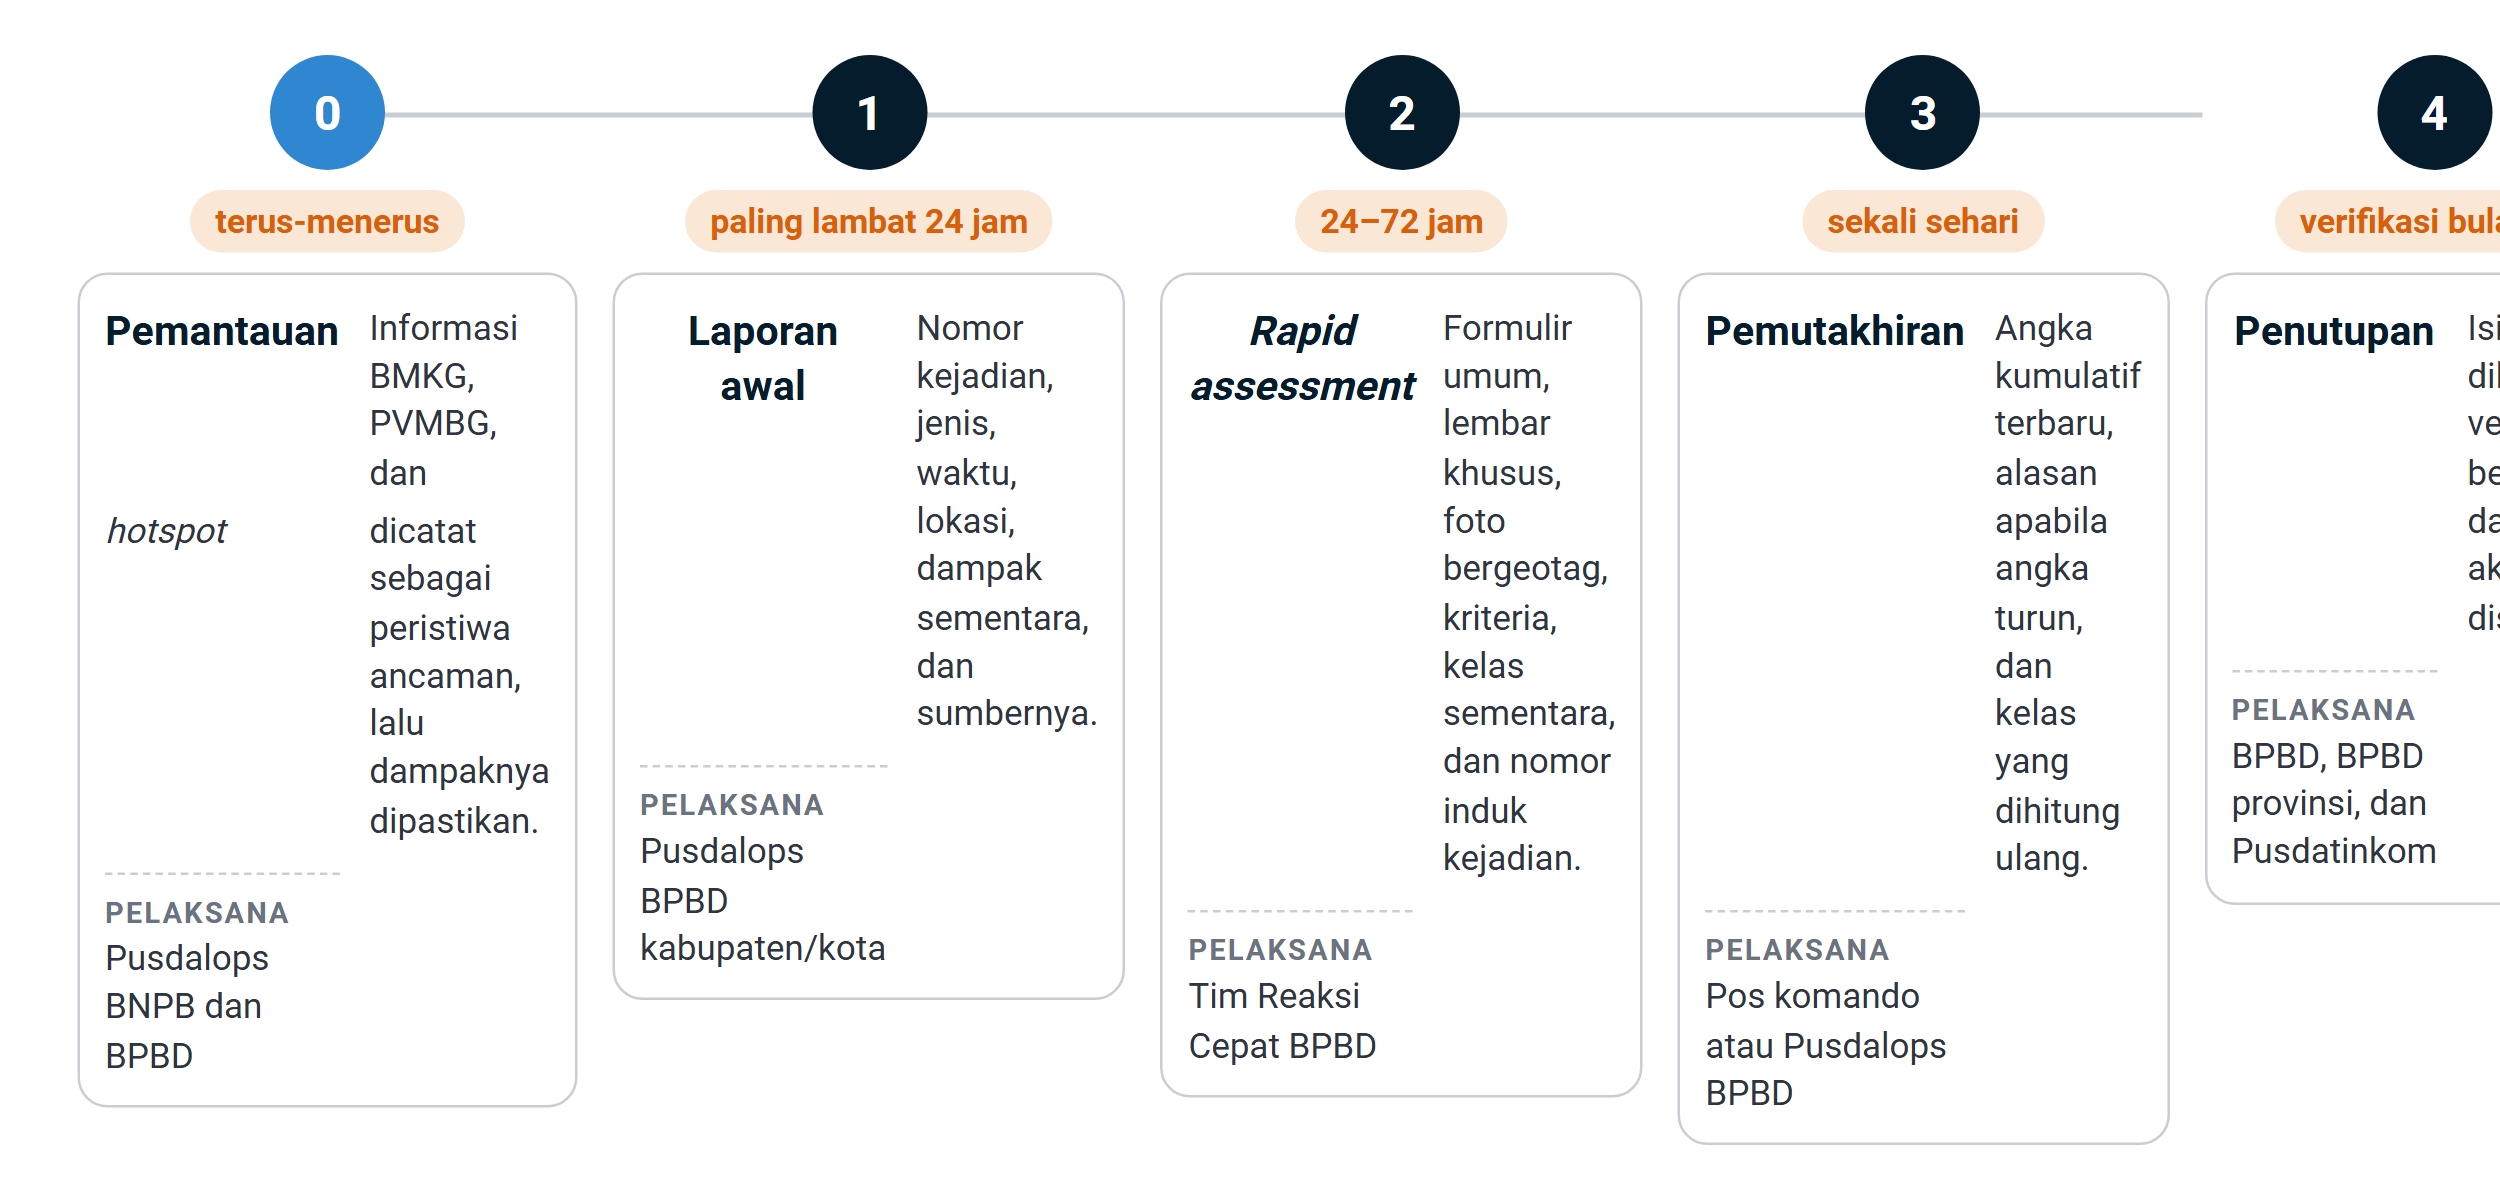 0
terus-menerus
Pemantauan
Informasi
BMKG,
PVMBG,
dan
hotspot
dicatat
sebagai
peristiwa
ancaman,
lalu
dampaknya
dipastikan.
PELAKSANA
Pusdalops
BNPB dan
BPBD
1
paling lambat 24 jam
Laporan
awal
Nomor
kejadian,
jenis,
waktu,
lokasi,
dampak
sementara,
dan
sumbernya.
PELAKSANA
Pusdalops
BPBD
kabupaten/kota
2
24–72 jam
Rapid
assessment
Formulir
umum,
lembar
khusus,
foto
bergeotag,
kriteria,
kelas
sementara,
dan nomor
induk
kejadian.
PELAKSANA
Tim Reaksi
Cepat BPBD
3
sekali sehari
Pemutakhiran
Angka
kumulatif
terbaru,
alasan
apabila
angka
turun,
dan
kelas
yang
dihitung
ulang.
PELAKSANA
Pos komando
atau Pusdalops
BPBD
4
verifikasi
Penutupan
PELAKSANA
BPBD, BPBD
provinsi, dan
Pusdatinkom